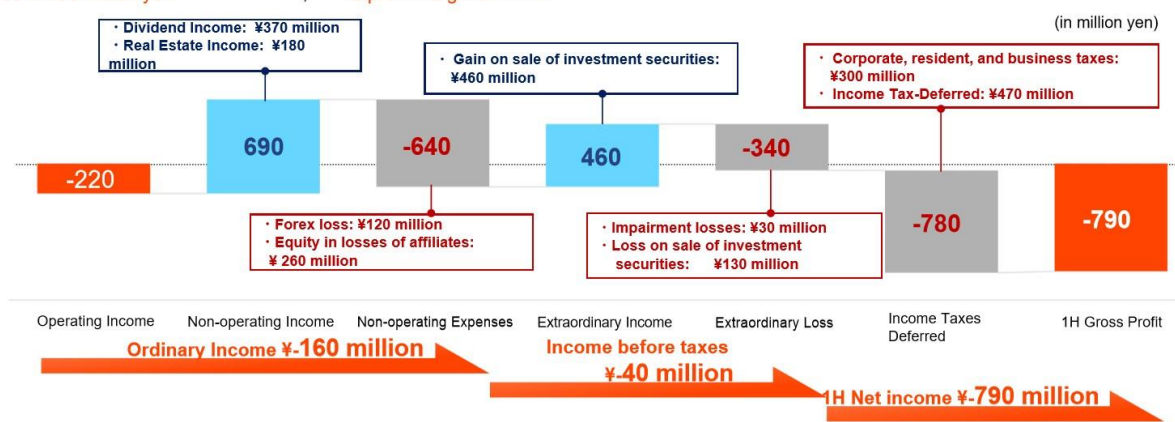 (in million yen)
・Dividend Income: ¥370 million
・Real Estate Income: ¥180
million
・Gain on sale of investment securities:
¥460 million
・Corporate, resident, and business taxes:
¥300 million
・Income Tax-Deferred: ¥470 million
-220
690
-640
460
-340
-780
-790
・Forex loss: ¥120 million
・Equity in losses of affiliates:
¥ 260 million
・Impairment losses: ¥30 million
・Loss on sale of investment
securities: ¥130 million
Operating Income
Non-operating Income
Non-operating Expenses
Extraordinary Income
Extraordinary Loss
Income Taxes
Deferred
1H Gross Profit
Ordinary Income ¥-160 million
Income before taxes
¥-40 million
1H Net income ¥-790 million